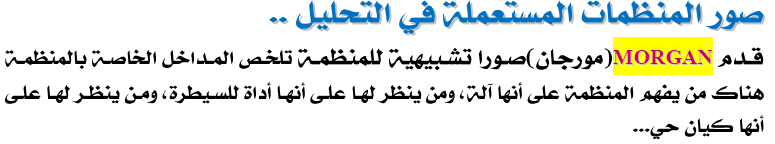 صور المنظمات المستعملة في التحليل ..
قدم MORGAN(مورجان)صورا تشبيهية للمنظمة تلخص المداخل الخاصة بالمنظمة
هناك من يفهم المنظمة على أنها آلة، ومن ينظر لها على أنها أداة للسيطرة، ومن ينظر لها على
أنها كيان حي...